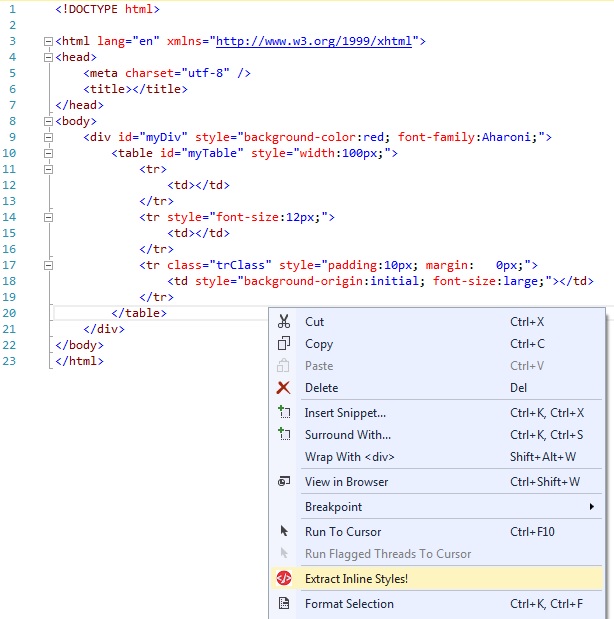 1 <!DOCTYPE html>
2
3 <html lang="en" xmlns="http://www.w3.org/1999/xhtml">
4 <head>
5     <meta charset="utf-8" />
6     <title></title>
7 </head>
8 <body>
9     <div id="myDiv" style="background-color:red; font-family:Aharoni;">
10         <table id="myTable" style="width:100px;">
11             <tr>
12                 <td></td>
13             </tr>
14             <tr style="font-size:12px;">
15                 <td></td>
16             </tr>
17             <tr class="trClass" style="padding:10px; margin:   0px;">
18                 <td style="background-origin:initial; font-size:large;"></td>
19             </tr>
20         </table>
21     </div>
22 </body>
23 </html>
Cut Ctrl+X
Copy Ctrl+C
Paste Ctrl+V
Delete Del
Insert Snippet... Ctrl+K, Ctrl+X
Surround With... Ctrl+K, Ctrl+S
Wrap With <div> Shift+Alt+W
View in Browser Ctrl+Shift+W
Breakpoint
Run To Cursor Ctrl+F10
Run Flagged Threads To Cursor
Extract Inline Styles!
Format Selection Ctrl+K, Ctrl+F